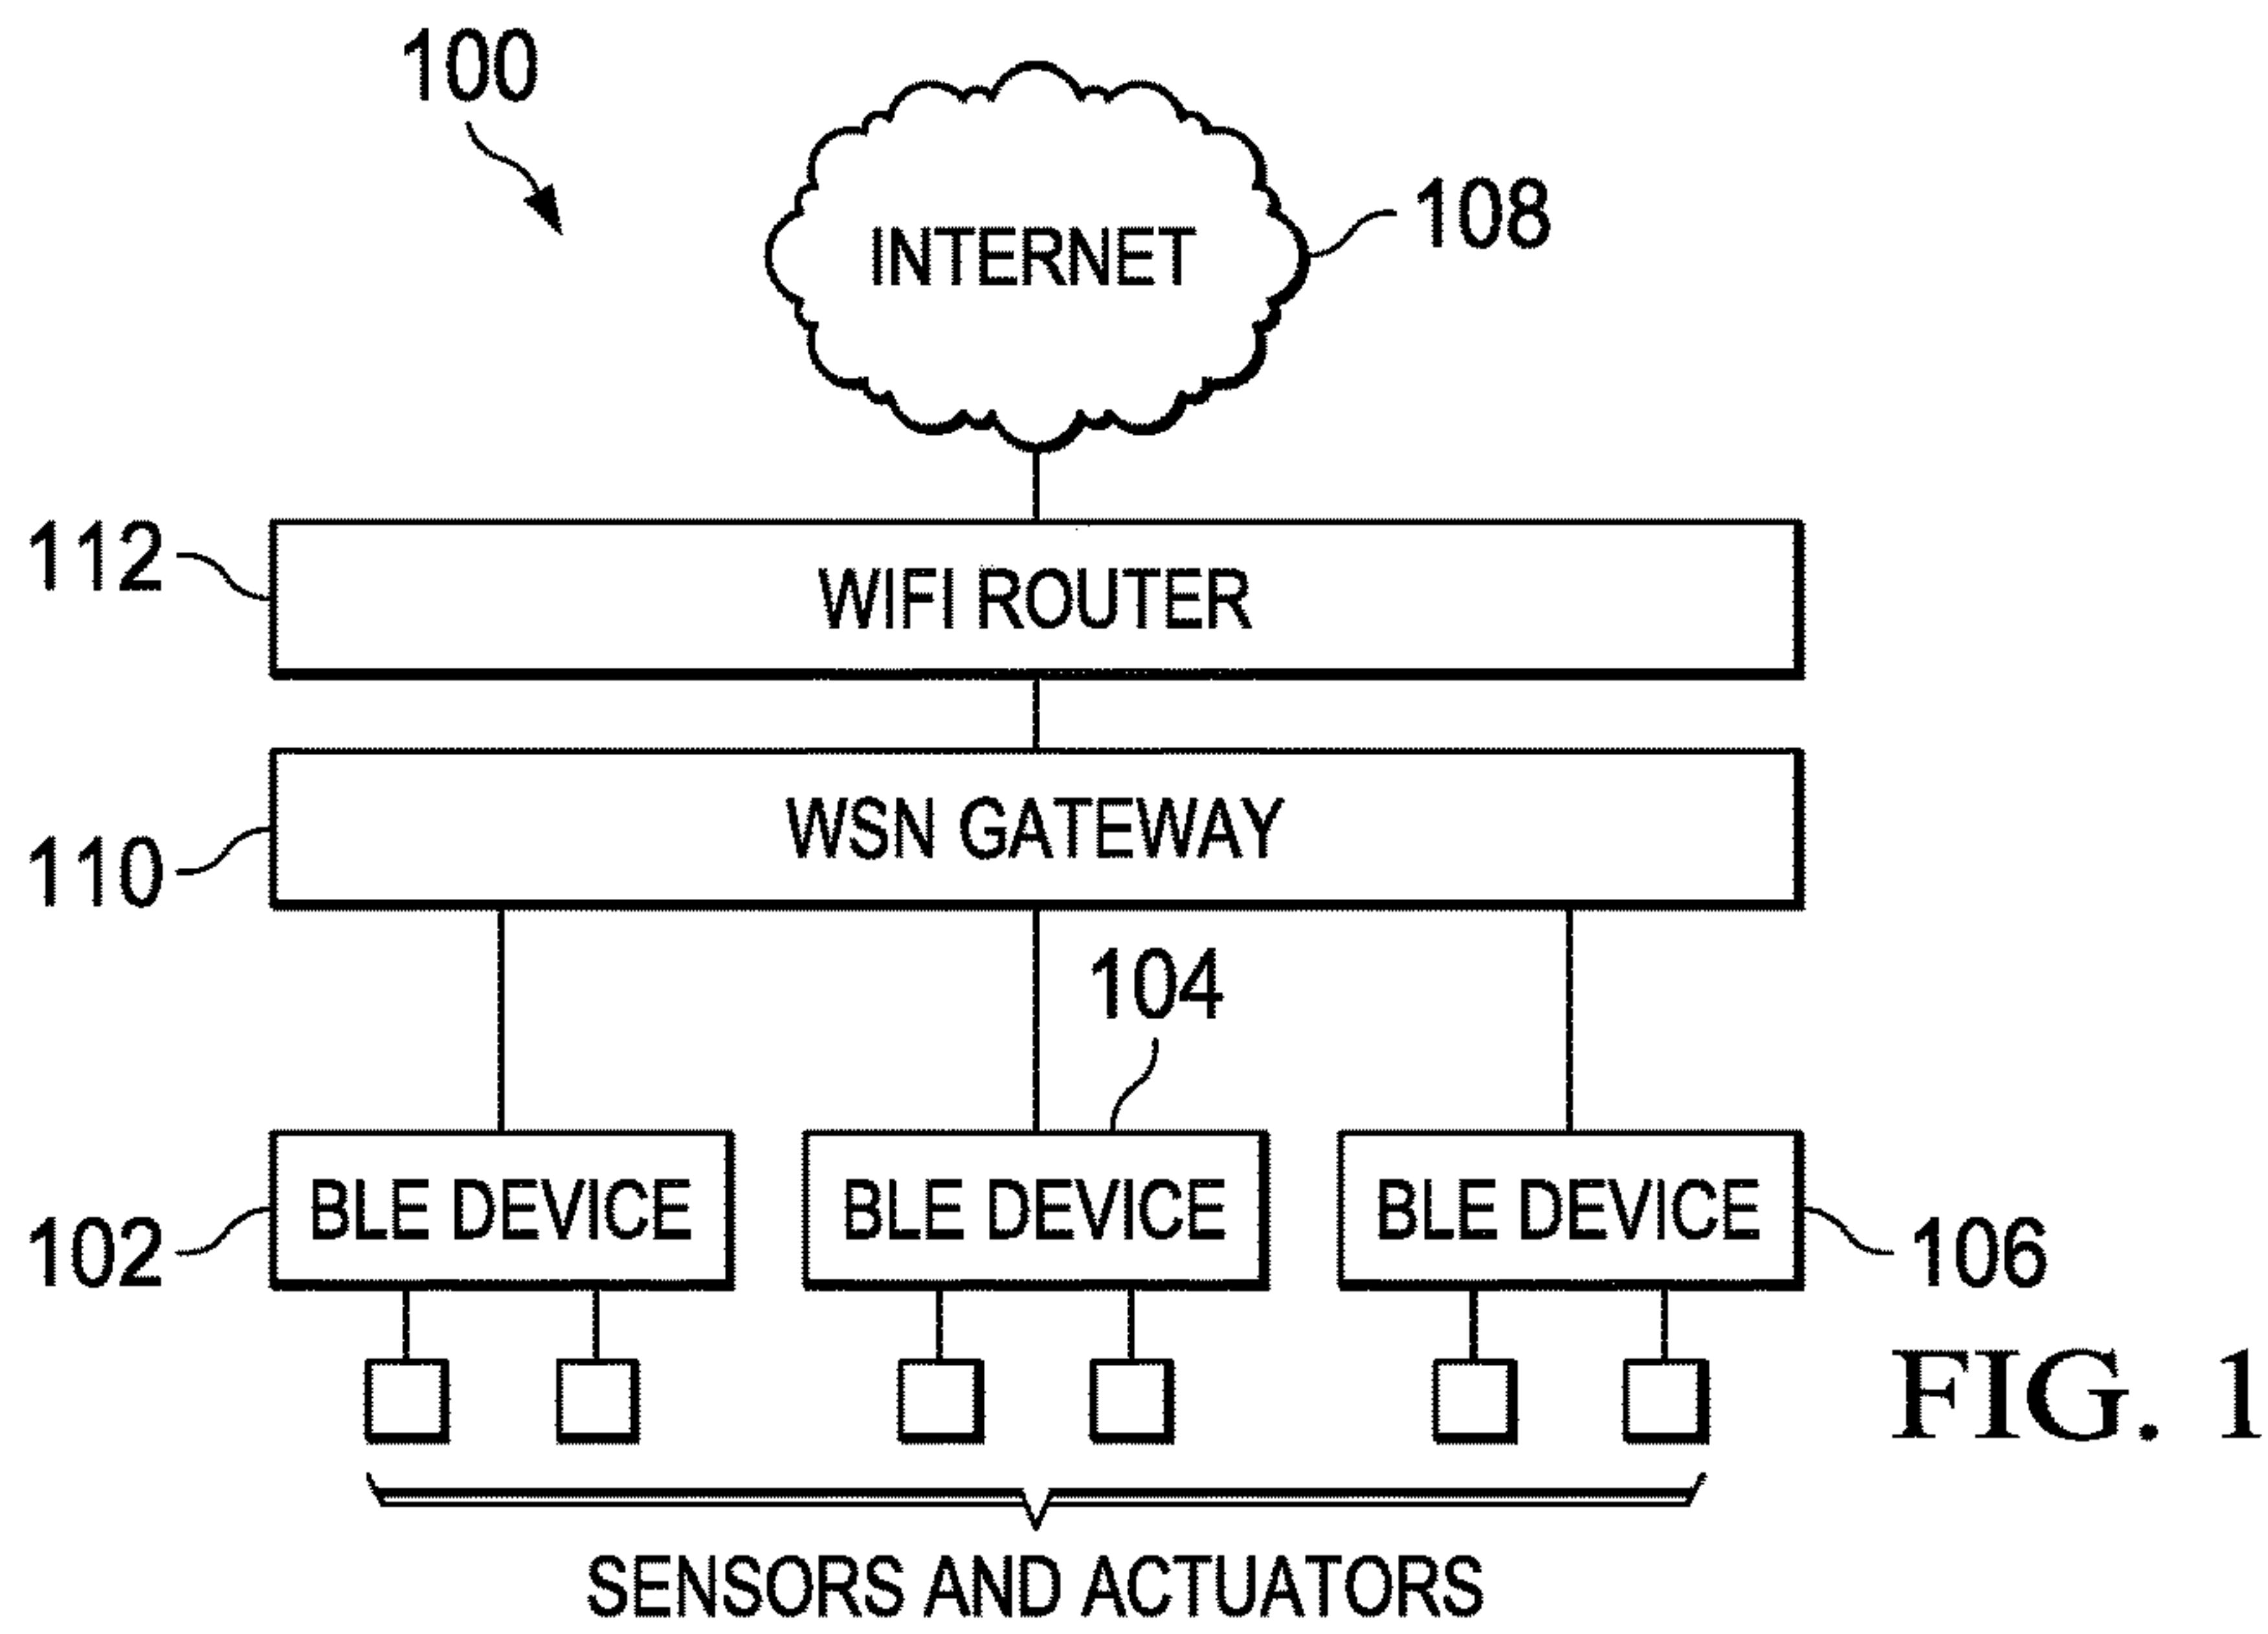 100
INTERNET
108
112
WIFI ROUTER
WSN GATEWAY
110
104
BLE DEVICE
BLE DEVICE
BLE DEVICE
102
106
FIG. 1
SENSORS AND ACTUATORS